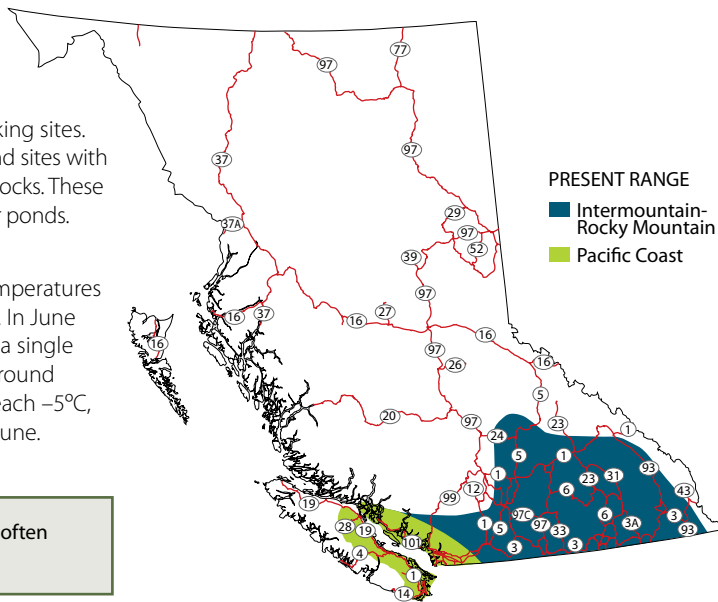 king sites.
nd sites with
ocks. These
r ponds.
mperatures
. In June
a single
round
each –5°C,
une.
often
PRESENT RANGE
Intermountain-
Rocky Mountain
Pacific Coast
77
97
37
97
29
97
52
37A
39
97
16
37
16
27
16
16
97
26
16
5
20
97
24
23
1
5
1
93
1
23
31
43
12
6
99
19
97C
6
3
28
19
101
1
5
97
33
3A
93
4
3
3
1
14